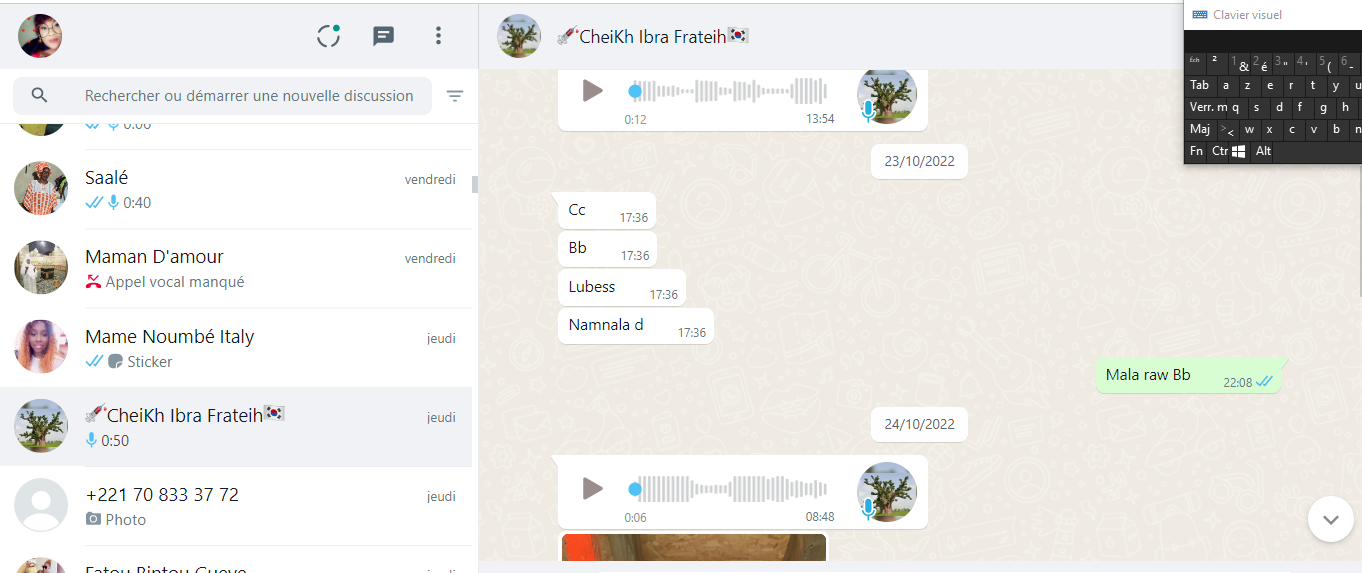 CheiKh Ibra Frateih
Clavier visuel
Rechercher ou démarrer une nouvelle discussion
0:06
Saalé
vendredi
0:40
Maman D'amour
vendredi
Appel vocal manqué
Mame Noumbé Italy
jeudi
Sticker
CheiKh Ibra Frateih
jeudi
0:50
+221 70 833 37 72
jeudi
Photo
Fatou Bintou Gueye
jeudi
0:12
13:54
23/10/2022
Cc
17:36
Bb
17:36
Lubess
17:36
Namnala d
17:36
Mala raw Bb
22:08
24/10/2022
0:06
08:48
Éch ² 1 & 2 é 3 " 4 ' 5 ( 6 -
Tab a z e r t y u
Verr. m q s d f g h
Maj > < w x c v b n
Fn Ctr Alt